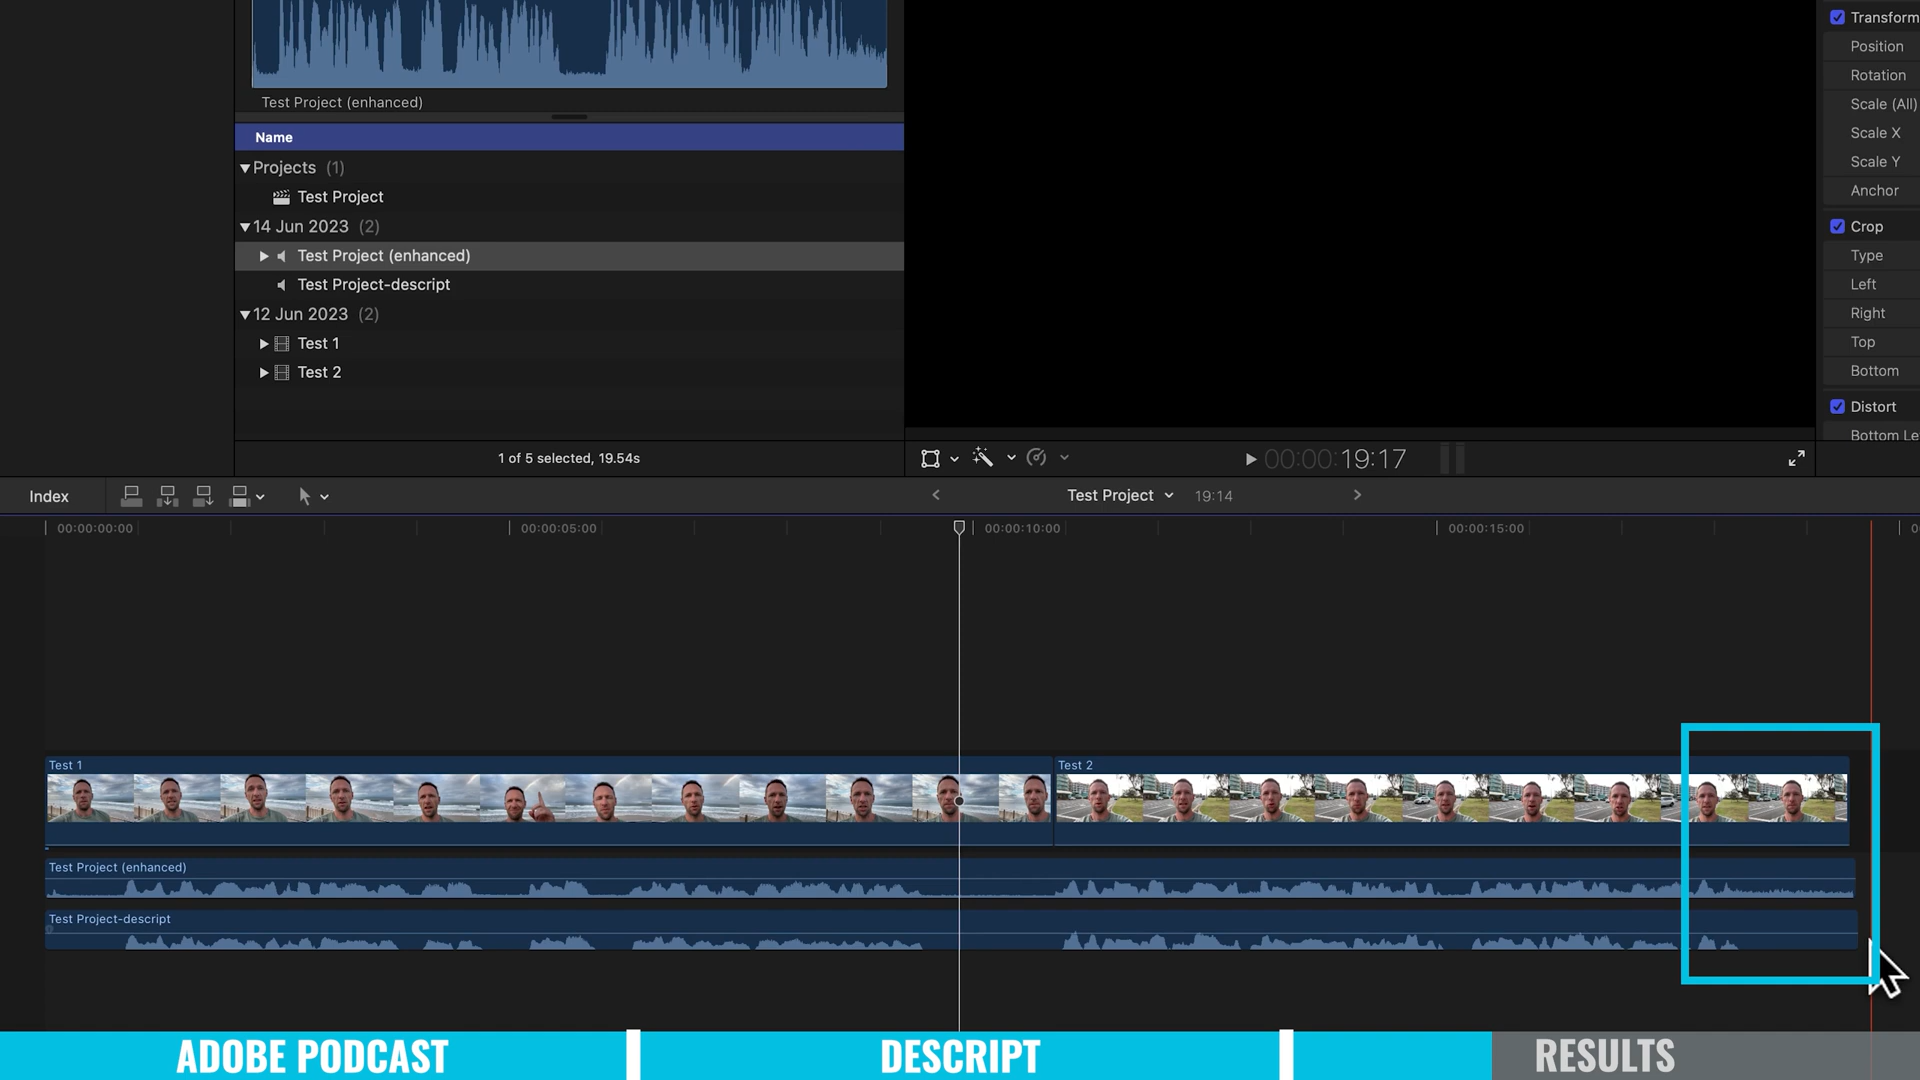 Test Project (enhanced)
Name
Projects (1)
Test Project
14 Jun 2023 (2)
Test Project (enhanced)
Test Project-descript
12 Jun 2023 (2)
Test 1
Test 2
1 of 5 selected, 19.54s
00:00:19:17
Transform
Position
Rotation
Scale (All)
Scale X
Scale Y
Anchor
Crop
Type
Left
Right
Top
Bottom
Distort
Bottom Le
Index
Test Project
19:14
00:00:00:00
00:00:05:00
00:00:10:00
00:00:15:00
Test 1
Test 2
Test Project (enhanced)
Test Project-descript
ADOBE PODCAST
DESCRIPT
RESULTS